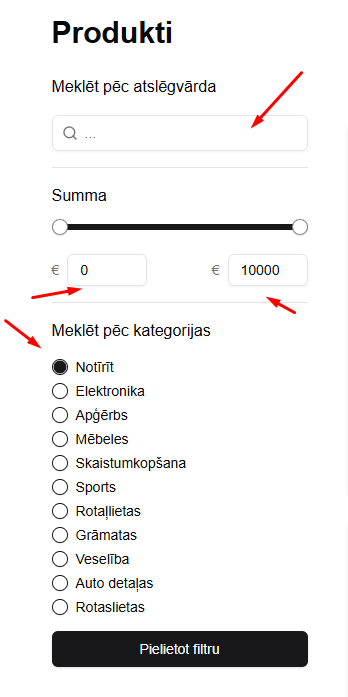 Produkti
Meklēt pēc atslēgvārda
...
Summa
€ 0 € 10000
Meklēt pēc kategorijas
Notīrīt
Elektronika
Apģērbs
Mēbeles
Skaistumkopšana
Sports
Rotaļlietas
Grāmatas
Veselība
Auto detaļas
Rotaslietas
Pielietot filtru